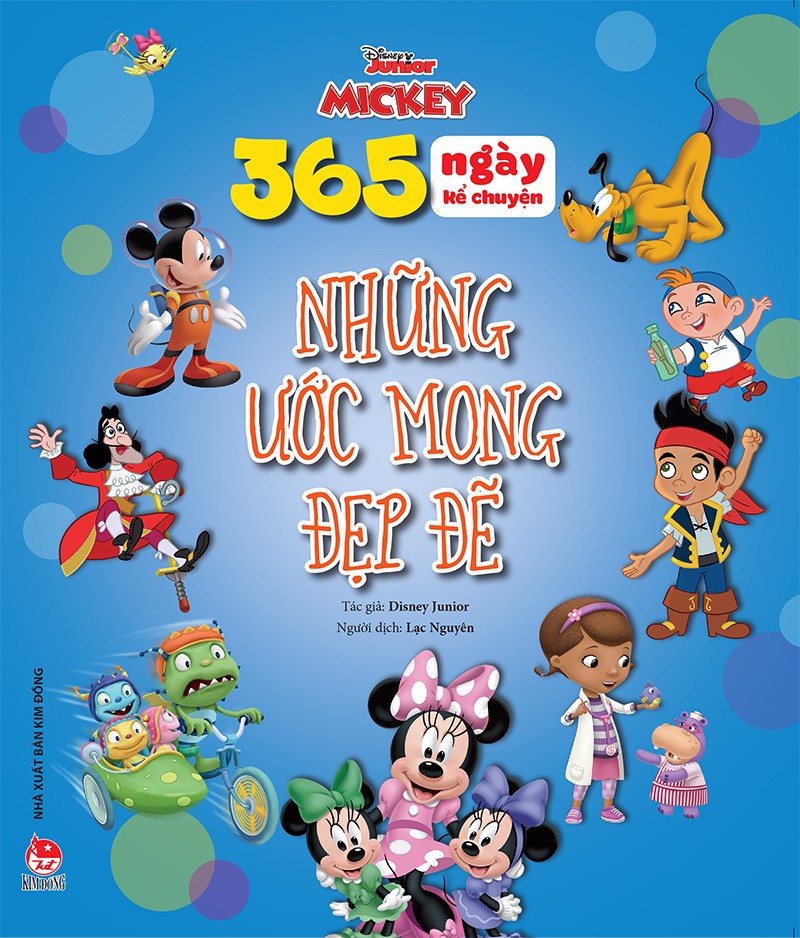 Disney
Junior
MICKEY
365 ngày
kể chuyện
NHỮNG
ƯỚC MONG
ĐẸP ĐẼ
Tác giả: Disney Junior
Người dịch: Lạc Nguyên
NHÀ XUẤT BẢN KIM ĐỒNG
KIM ĐỒNG